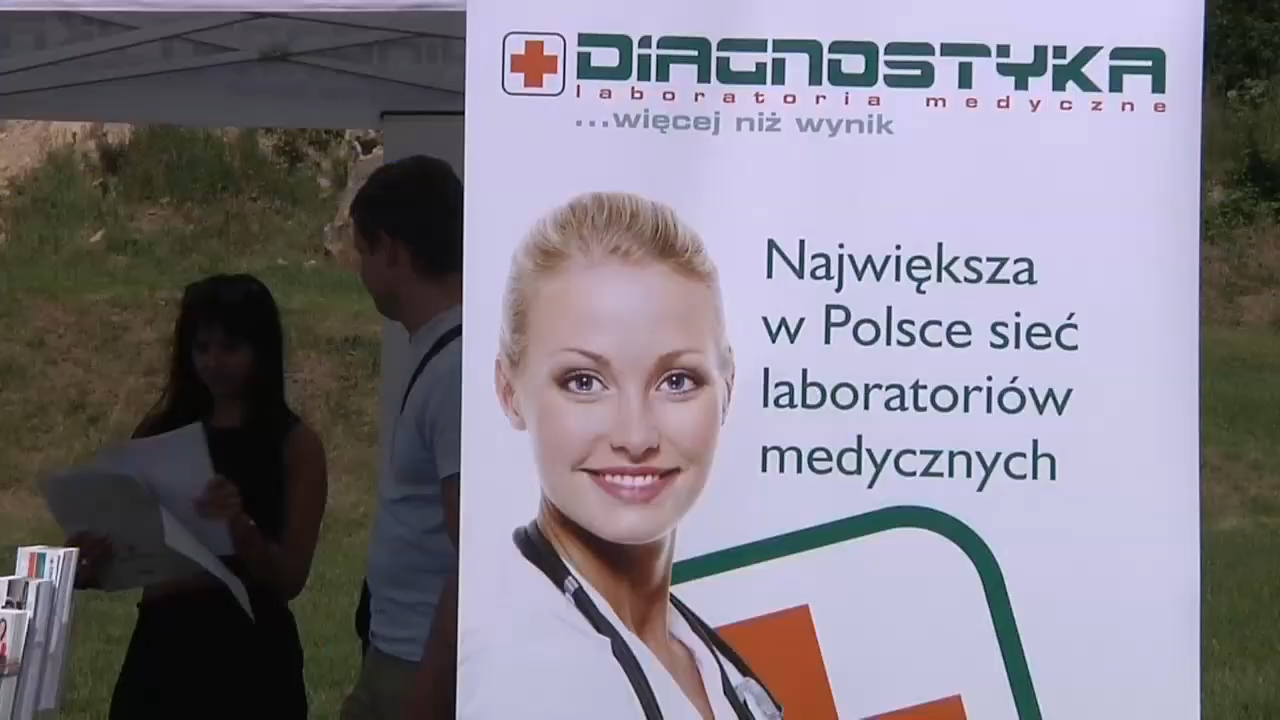 DiAGNOSTYKA
laboratoria medyczne
...więcej niż wynik
Największa
w Polsce sieć
laboratoriów
medycznych